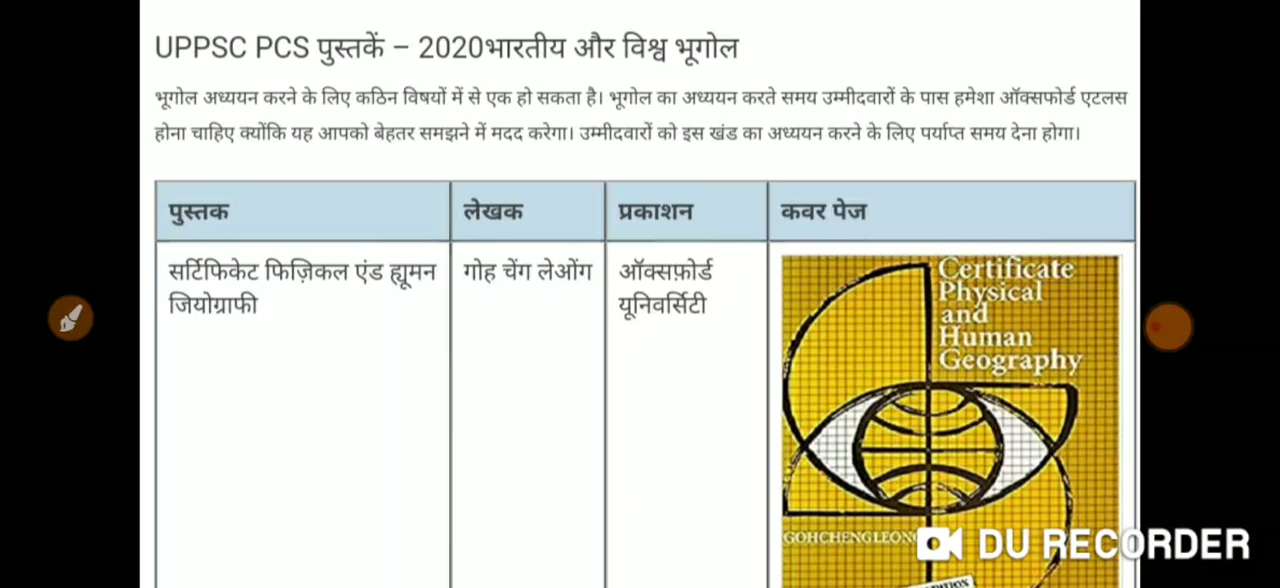 UPPSC PCS पुस्तकें – 2020भारतीय और विश्व भूगोल
भूगोल अध्ययन करने के लिए कठिन विषयों में से एक हो सकता है। भूगोल का अध्ययन करते समय उम्मीदवारों के पास हमेशा ऑक्सफोर्ड एटलस
होना चाहिए क्योंकि यह आपको बेहतर समझने में मदद करेगा। उम्मीदवारों को इस खंड का अध्ययन करने के लिए पर्याप्त समय देना होगा।
पुस्तक लेखक प्रकाशन कवर पेज
सर्टिफिकेट फिज़िकल एंड ह्यूमन
जियोग्राफी
गोह चेंग लेओंग
ऑक्सफ़ोर्ड
यूनिवर्सिटी
Certificate
Physical
and
Human
Geography
GOHCHENGLEONG
DU RECORDER